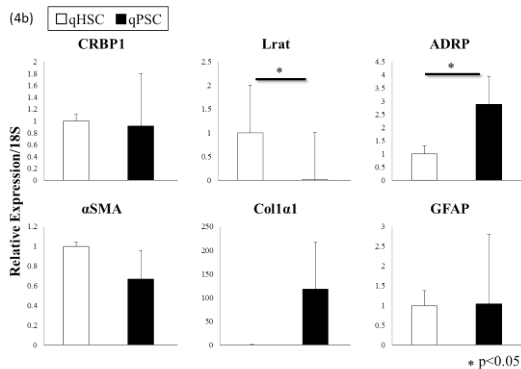 (4b) qHSC qPSC
CRBP1 Lrat ADRP
2 1.8 1.6 1.4 1.2 1 0.8 0.6 0.4 0.2 0
2.5 2 1.5 1 0.5 0
*
4.5 4 3.5 3 2.5 2 1.5 1 0.5 0
*
Relative Expression/18S
αSMA Col1α1 GFAP
1.2 1 0.8 0.6 0.4 0.2 0
250 200 150 100 50 0
3 2.5 2 1.5 1 0.5 0
* p<0.05